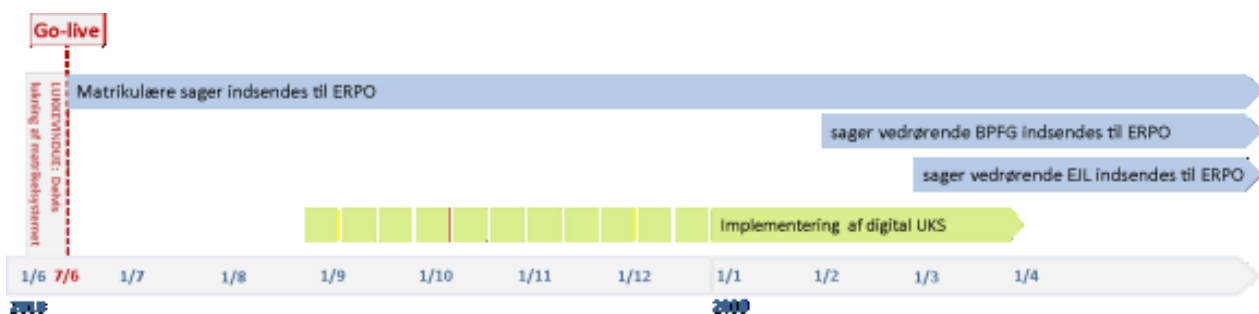 Go-live
LUKKEVINDUE: Delvis
lukning af matrikelsystemet
Matrikulære sager indsendes til ERPO
sager vedrørende BPFG indsendes til ERPO
sager vedrørende EJL indsendes til ERPO
Implementering af digital UKS
1/6 7/6 1/7 1/8 1/9 1/10 1/11 1/12 1/1 1/2 1/3 1/4